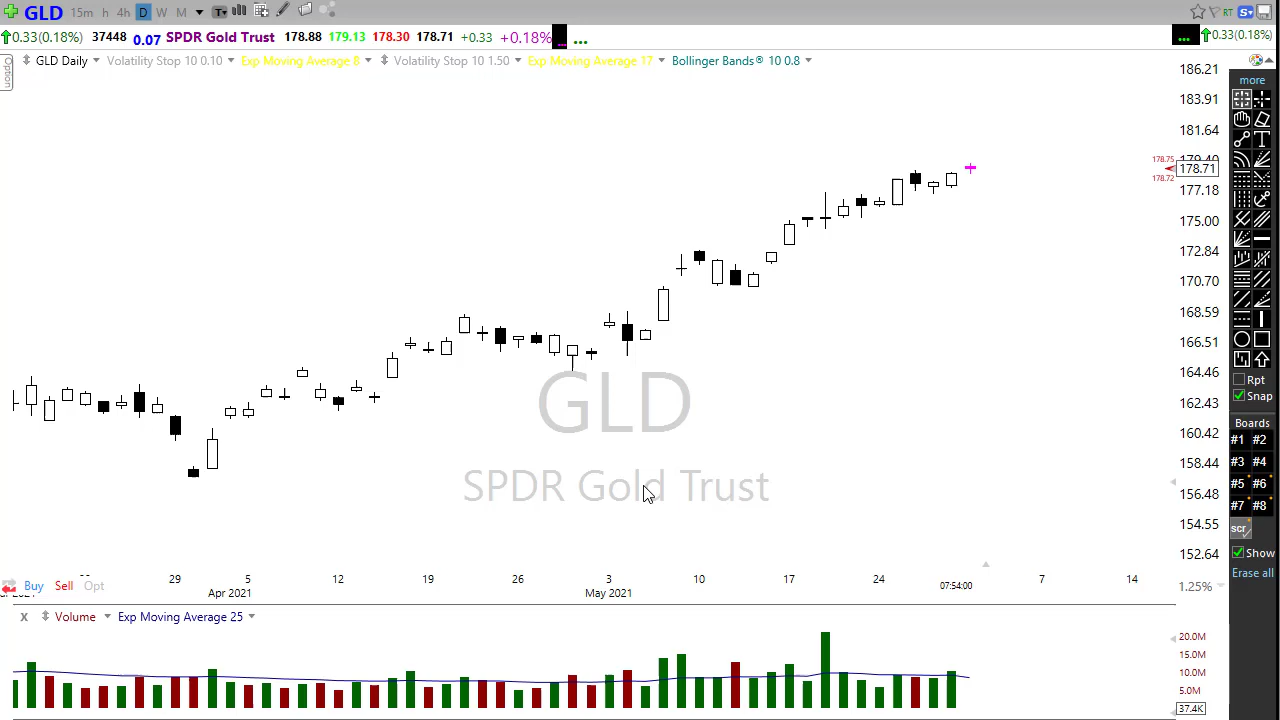 GLD 15m h 4h D W M T
0.33(0.18%) 37448 0.07 SPDR Gold Trust 178.88 179.13 178.30 178.71 +0.33 +0.18% ... ... ... 0.33(0.18%)
Option
GLD Daily Volatility Stop 10 0.10 Exp Moving Average 8 Volatility Stop 10 1.50 Exp Moving Average 17 Bollinger Bands® 10 0.8
RT
S
186.21
183.91
181.64
178.75
178.71
178.72
177.18
175.00
172.84
170.70
168.59
166.51
164.46
162.43
160.42
158.44
156.48
154.55
152.64
GLD
SPDR Gold Trust
more
T
Rpt
Snap
Boards
#1 #2
#3 #4
#5 #6
#7 #8
scr
Show
Erase all
29 5 12 19 26 3 10 17 24 07:54:00 7 14
Buy Sell Opt
1.25%
Apr 2021 May 2021
X Volume Exp Moving Average 25
20.0M
15.0M
10.0M
5.0M
37.4K